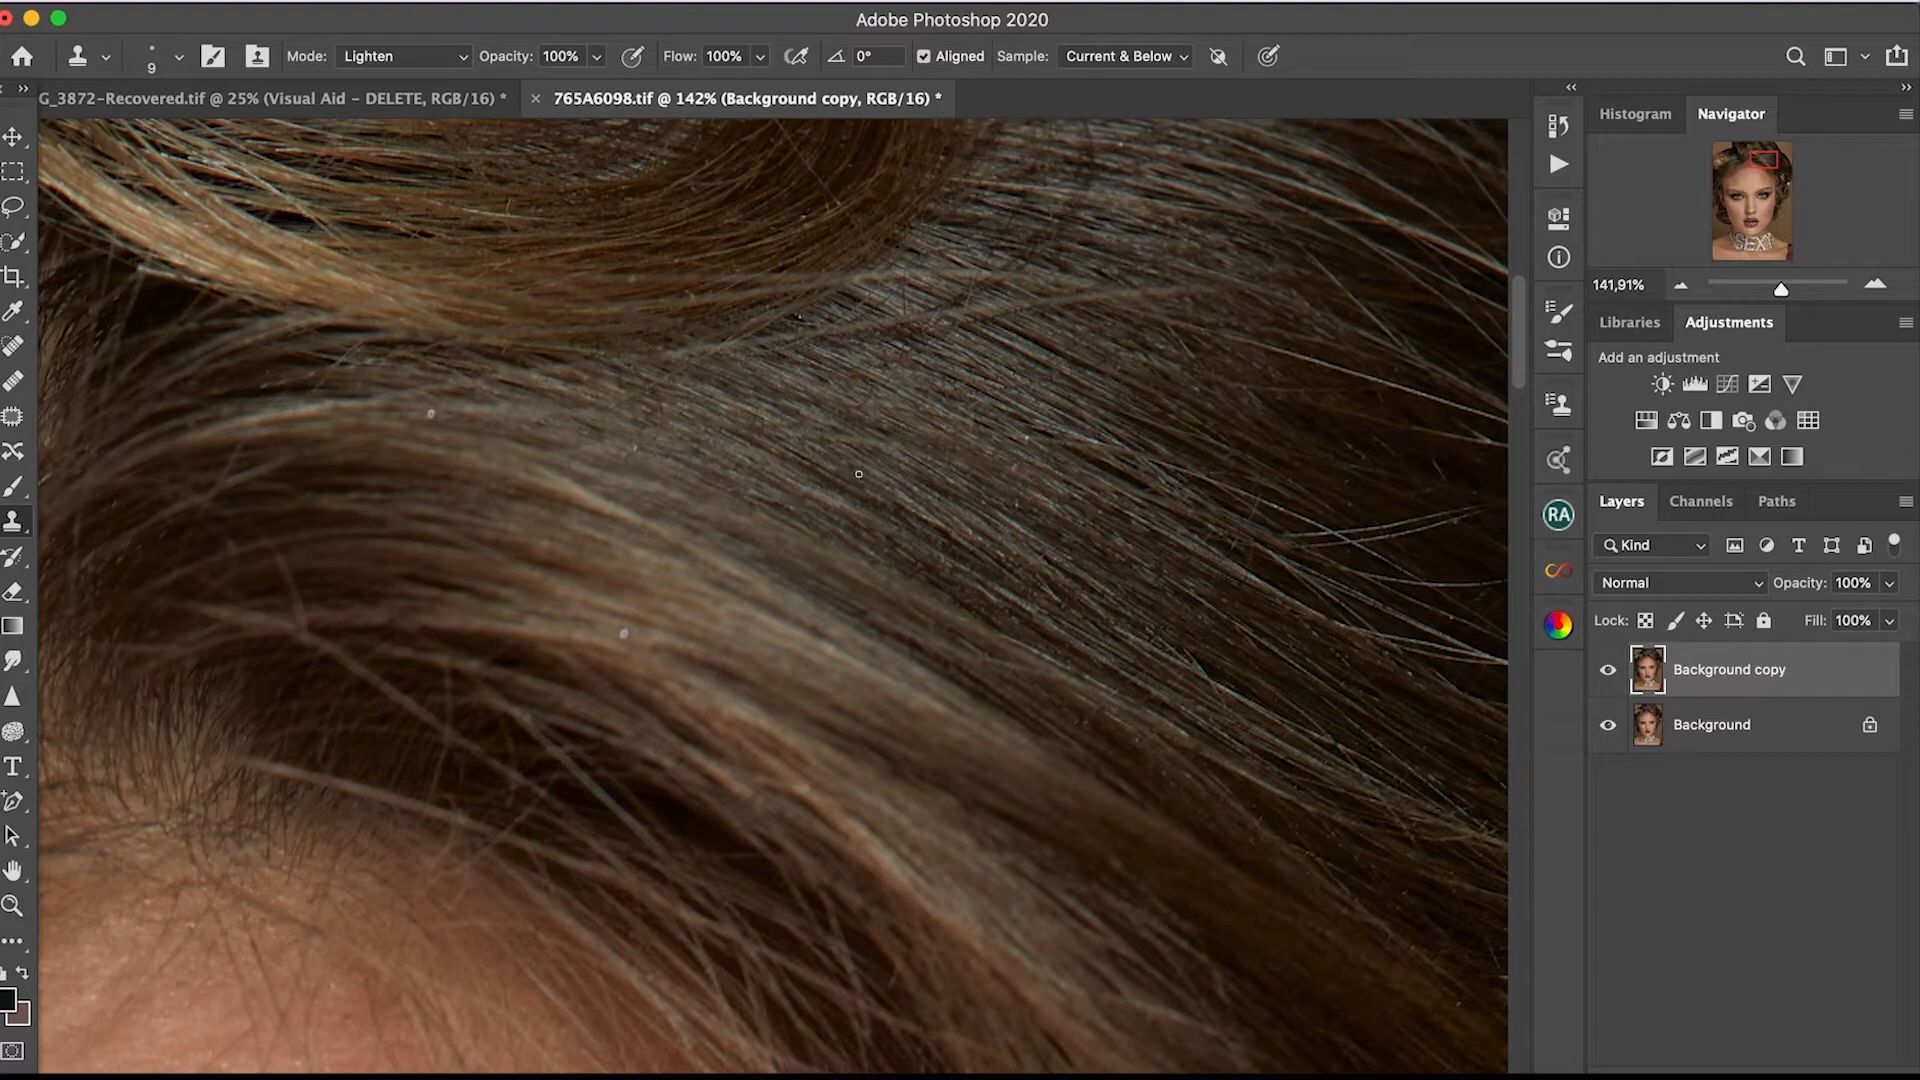 Adobe Photoshop 2020
9 Mode: Lighten Opacity: 100% Flow: 100% 0° Aligned Sample: Current & Below
G_3872-Recovered.tif @ 25% (Visual Aid - DELETE, RGB/16) * × 765A6098.tif @ 142% (Background copy, RGB/16) *
Histogram Navigator
SEXY
141,91%
Libraries Adjustments
Add an adjustment
Layers Channels Paths
RA
Kind
Normal Opacity: 100%
Lock: Fill: 100%
Background copy
Background